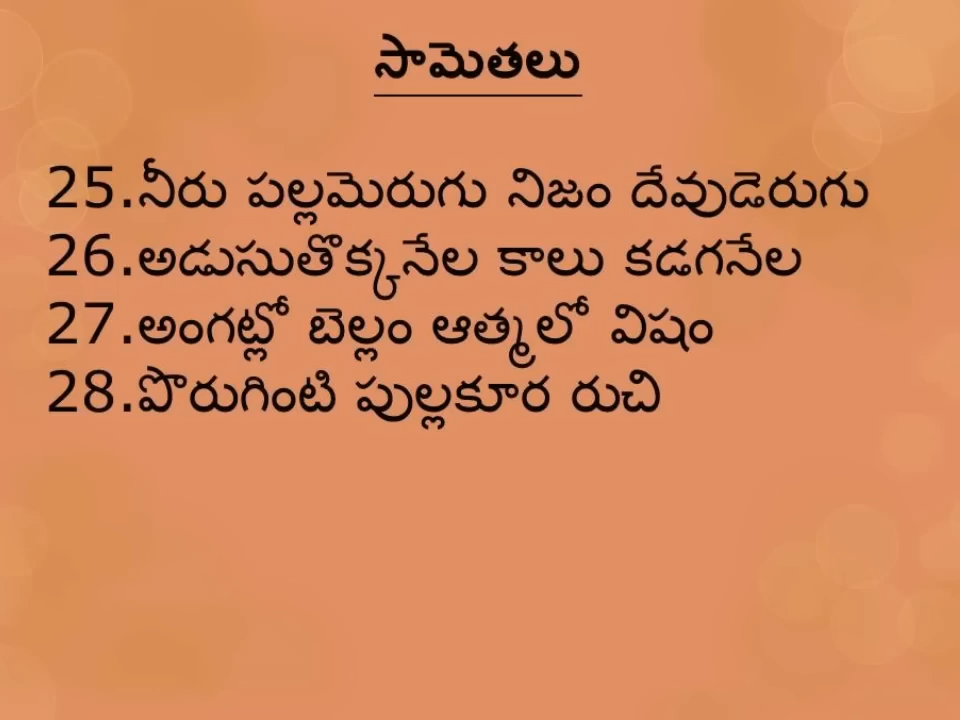 సామెతలు
25.నీరు పల్లమెరుగు నిజం దేవుడెరుగు
26.అడుసుతొక్కనేల కాలు కడగనేల
27.అంగట్లో బెల్లం ఆత్మలో విషం
28.పొరుగింటి పుల్లకూర రుచి